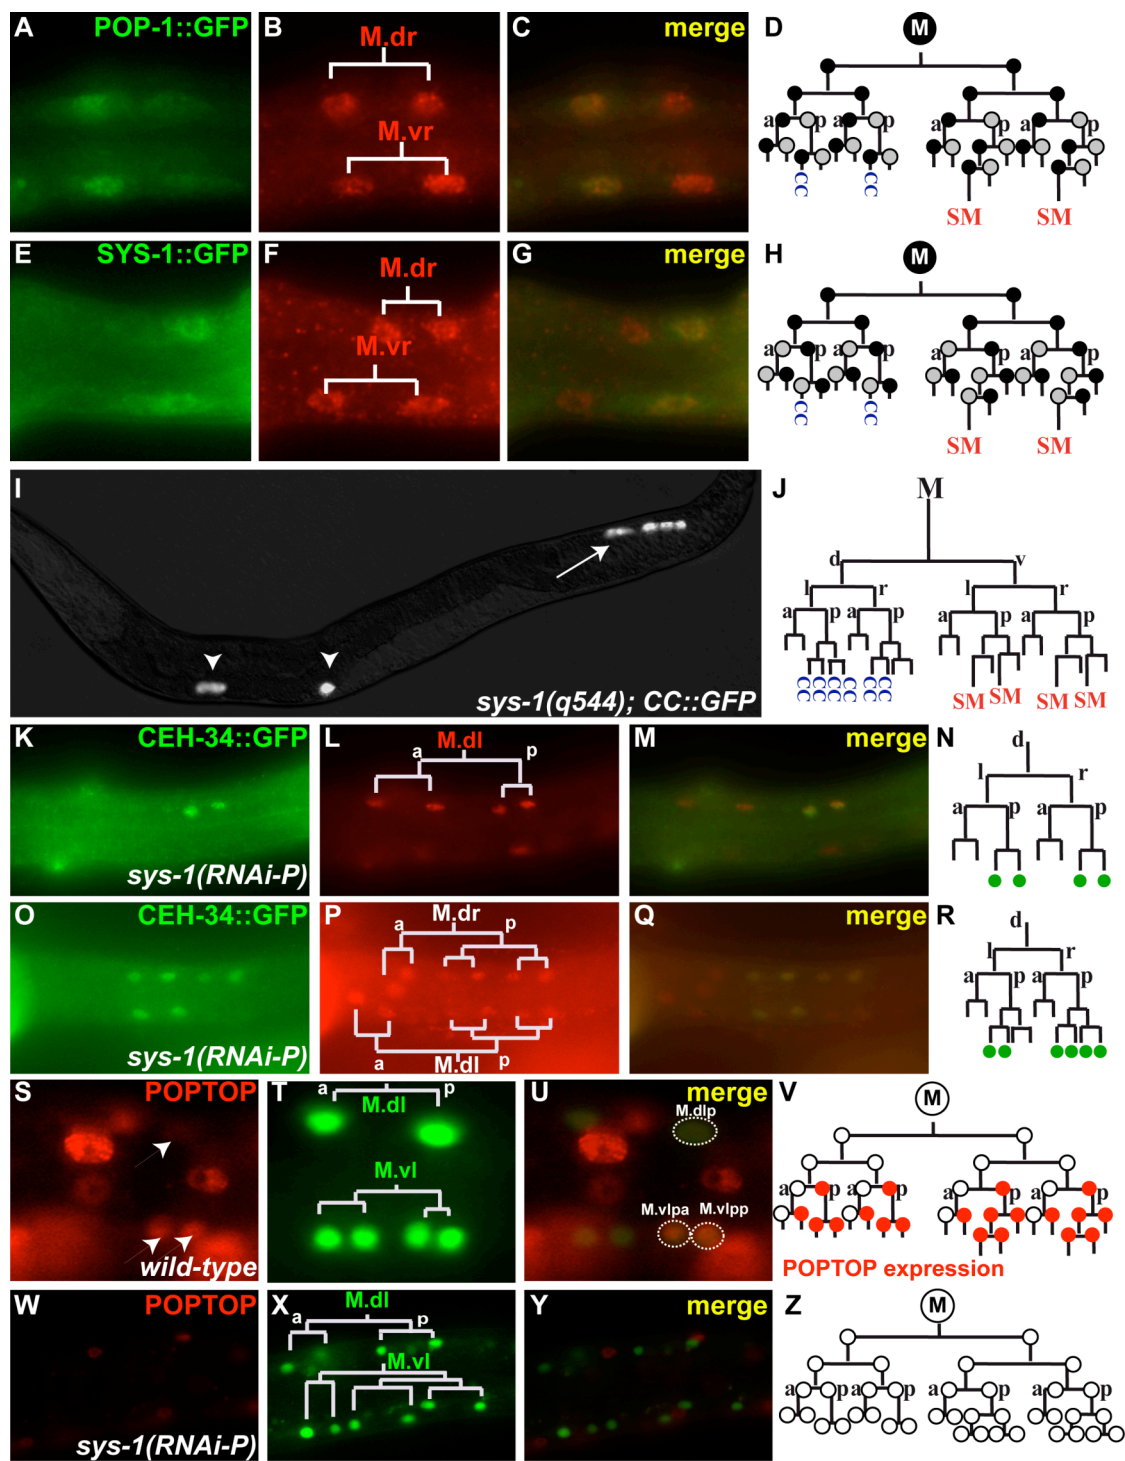 A POP-1::GFP
B M.dr
M.vr
C merge
D M
a p a p a p a p
CC CC
SM SM
E SYS-1::GFP
F M.dr
M.vr
G merge
H M
a p a p a p a p
CC CC
SM SM
I
sys-1(q544); CC::GFP
J M
d v
l r l r
a p a p a p a p
CC CC CC CC CC CC
SM SM SM SM
K CEH-34::GFP
sys-1(RNAi-P)
L M.dl
a p
M merge
N d
l r
a p a p
O CEH-34::GFP
sys-1(RNAi-P)
P M.dr
a p
a p
M.dl
Q merge
R d
l r
a p a p
S POPTOP
wild-type
T a p
M.dl
M.vl
U merge
M.dlp
M.vlpa M.vlpp
V M
a p a p a p a p
POPTOP expression
W POPTOP
sys-1(RNAi-P)
X M.dl
a p
M.vl
Y merge
Z M
a p a p a p a p